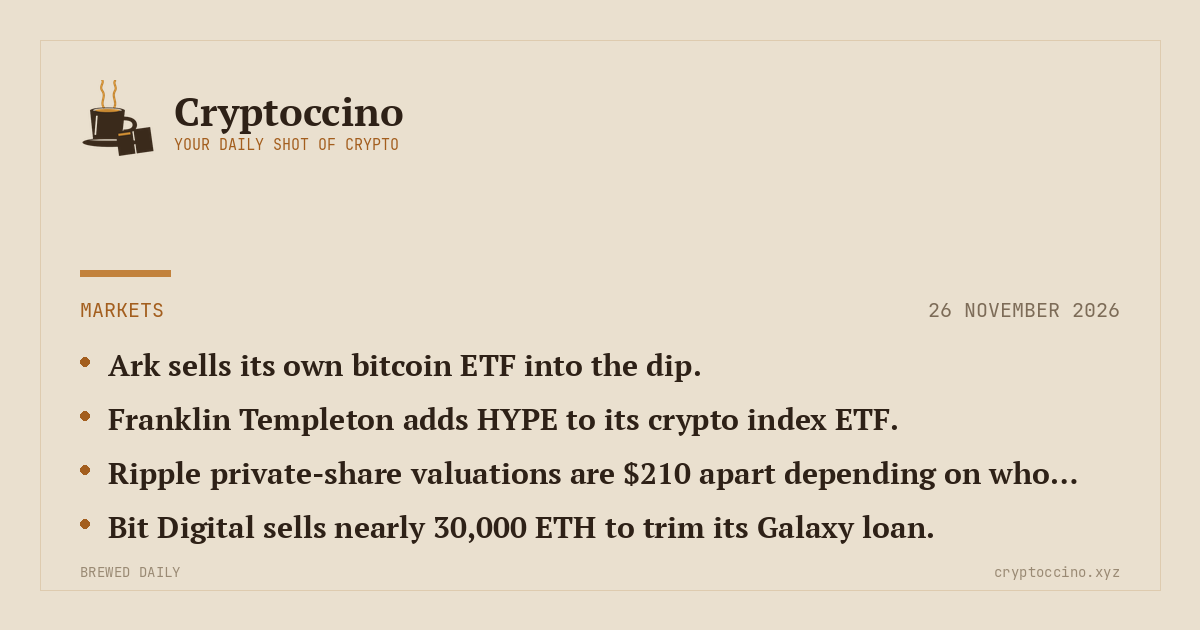 Cryptoccino
YOUR DAILY SHOT OF CRYPTO
MARKETS
26 NOVEMBER 2026
Ark sells its own bitcoin ETF into the dip.
Franklin Templeton adds HYPE to its crypto index ETF.
Ripple private-share valuations are $210 apart depending on who...
Bit Digital sells nearly 30,000 ETH to trim its Galaxy loan.
BREWED DAILY
cryptoccino.xyz